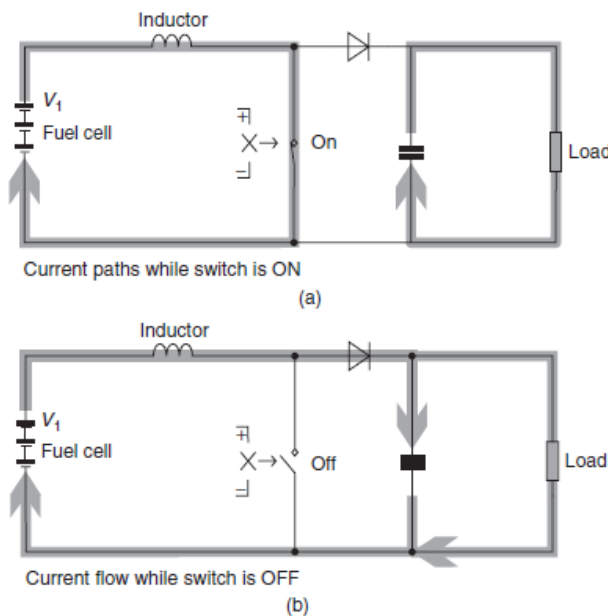 Inductor
V1
Fuel cell
On
Load
Current paths while switch is ON
(a)
Inductor
V1
Fuel cell
Off
Load
Current flow while switch is OFF
(b)